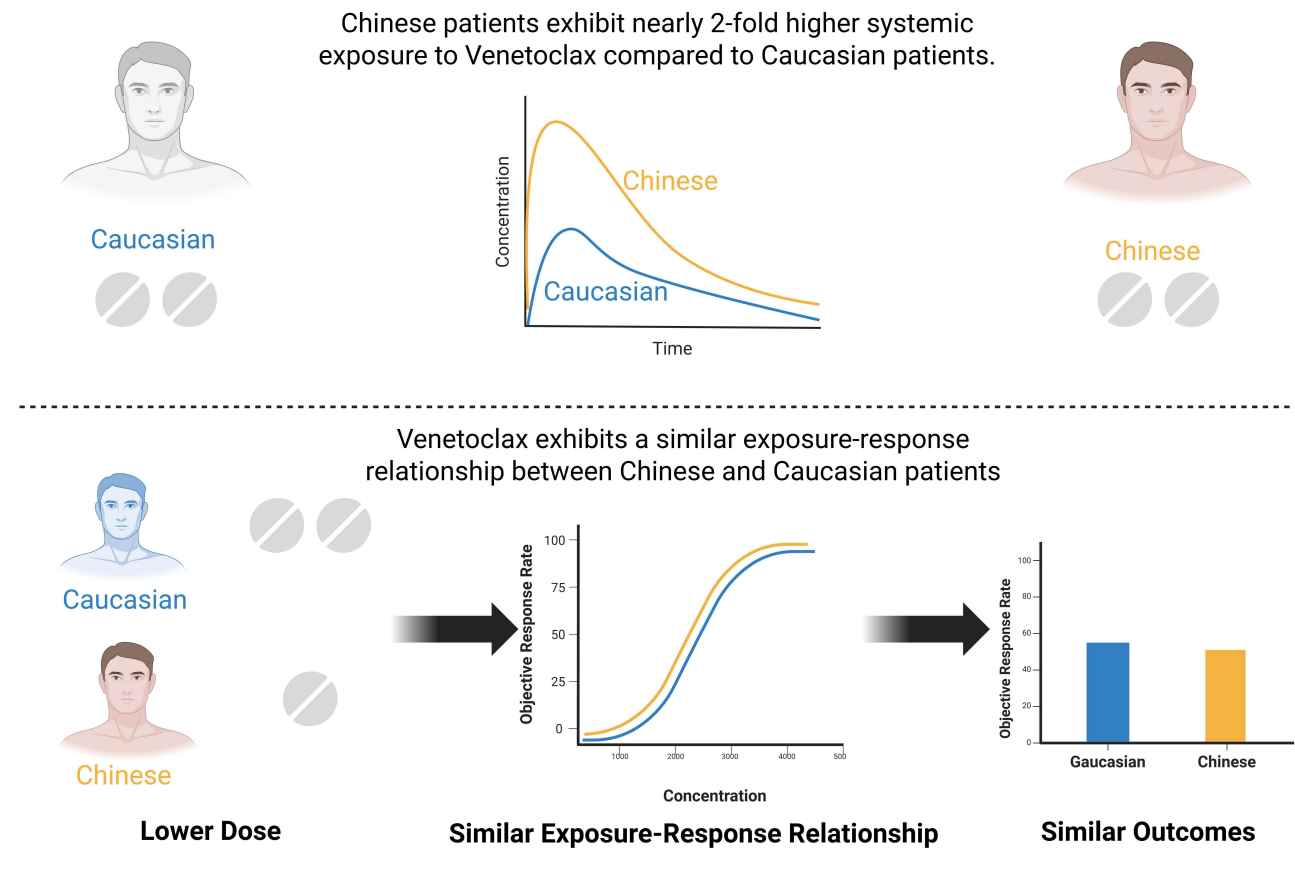 Chinese patients exhibit nearly 2-fold higher systemic
exposure to Venetoclax compared to Caucasian patients.
Caucasian
Concentration
Chinese
Caucasian
Time
Chinese
Venetoclax exhibits a similar exposure-response
relationship between Chinese and Caucasian patients
Caucasian
Chinese
Lower Dose
Objective Response Rate
100
75
50
25
0
1000
2000
3000
4000
500
Concentration
Similar Exposure-Response Relationship
Objective Response Rate
100
80
60
40
20
0
Gaucasian
Chinese
Similar Outcomes